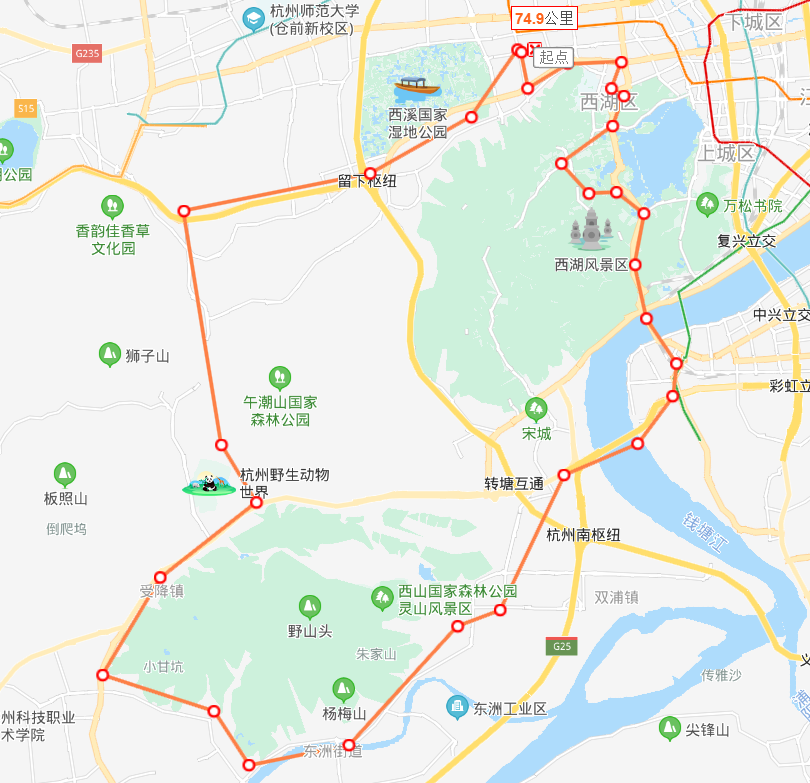 杭州师范大学
(仓前新校区)
74.9公里
下城区
起点
G235
S15
西溪国家
湿地公园
西湖区
江
上城区
留下枢纽
公园
香韵佳香草
文化园
万松书院
复兴立交
西湖风景区
中兴立交
狮子山
彩虹立
午潮山国家
森林公园
宋城
板照山
杭州野生动物
世界
转塘互通
倒爬坞
钱塘江
杭州南枢纽
受降镇
西山国家森林公园
灵山风景区
双浦镇
野山头
G25
朱家山
小甘坑
传雅沙
杨梅山
东洲工业区
州科技职业
术学院
尖锋山
东洲街道